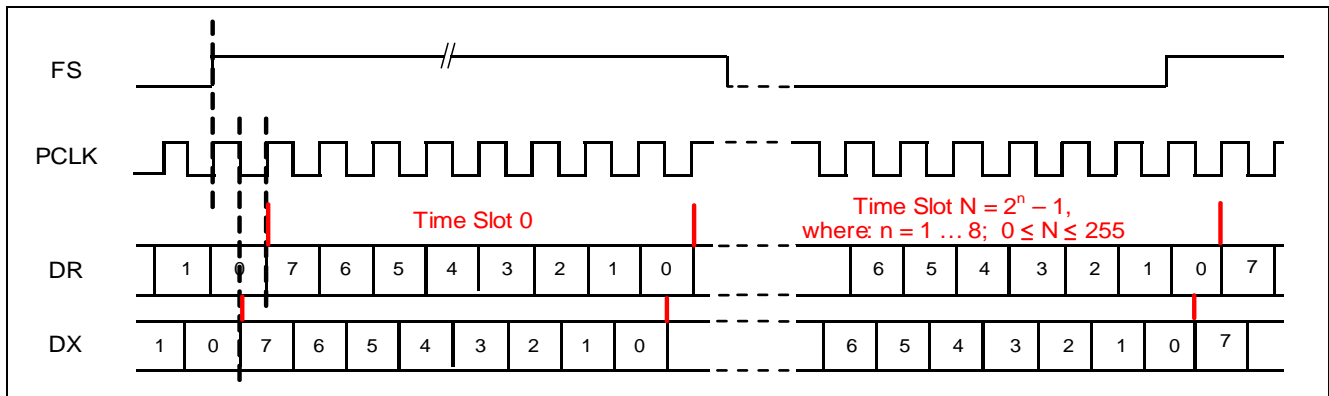 FS
PCLK
Time Slot 0
Time Slot N = 2ⁿ – 1,
where: n = 1 … 8; 0 ≤ N ≤ 255
DR 1 0 7 6 5 4 3 2 1 0 6 5 4 3 2 1 0 7
DX 1 0 7 6 5 4 3 2 1 0 6 5 4 3 2 1 0 7